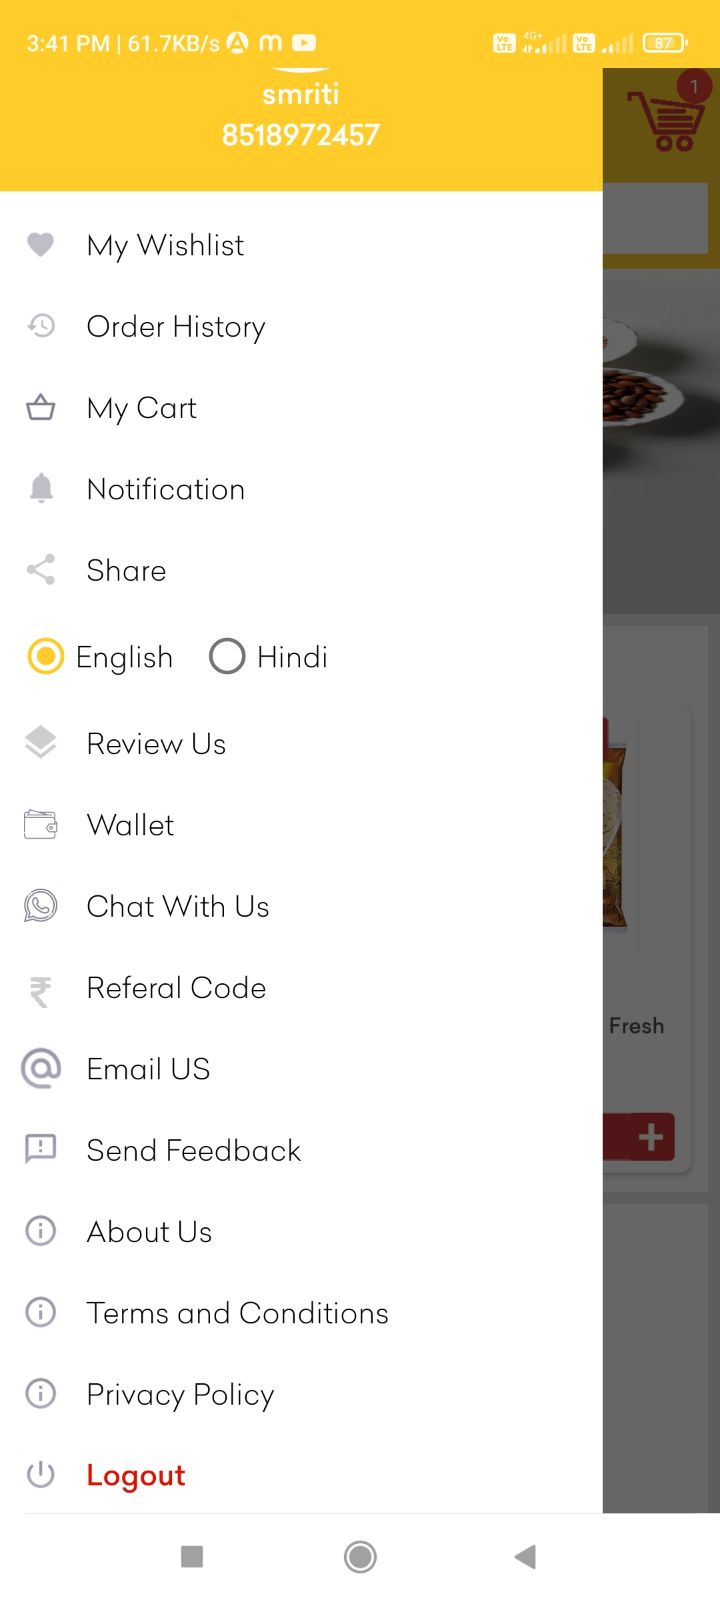 3:41 PM | 61.7KB/s
Vo LTE 4G+ Vo LTE 87
smriti
8518972457
1
My Wishlist
Order History
My Cart
Notification
Share
English Hindi
Review Us
Wallet
Chat With Us
Referal Code
Fresh
Email US
Send Feedback
About Us
Terms and Conditions
Privacy Policy
Logout